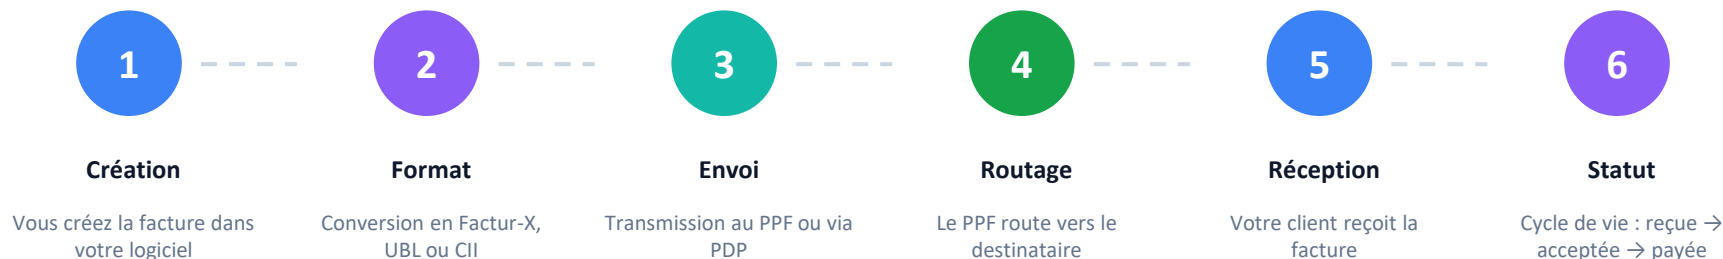 1
Création
Vous créez la facture dans
votre logiciel
2
Format
Conversion en Factur-X,
UBL ou CII
3
Envoi
Transmission au PPF ou via
PDP
4
Routage
Le PPF route vers le
destinataire
5
Réception
Votre client reçoit la
facture
6
Statut
Cycle de vie : reçue →
acceptée → payée